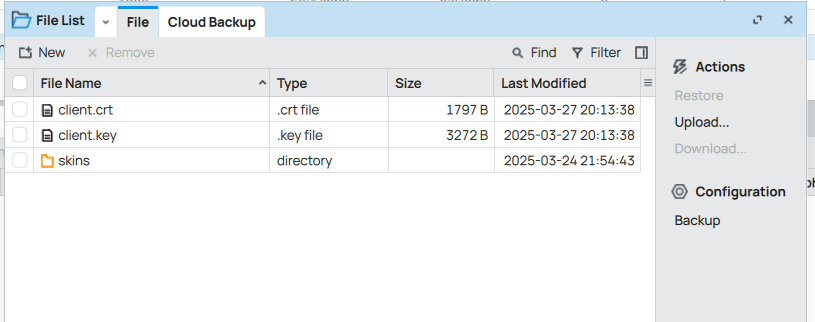 File List File Cloud Backup
New Remove Find Filter
File Name Type Size Last Modified
client.crt .crt file 1797 B 2025-03-27 20:13:38
client.key .key file 3272 B 2025-03-27 20:13:38
skins directory 2025-03-24 21:54:43
Actions
Restore
Upload...
Download...
Configuration
Backup